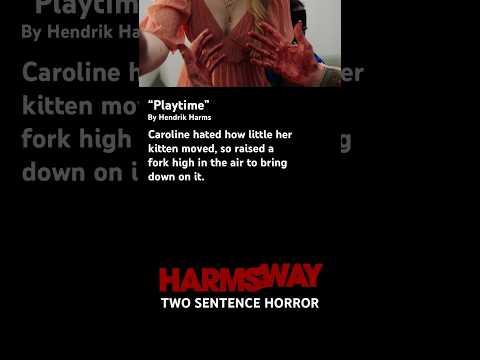 “Playtime”
By Hendrik Harms
Caroline hated how little her
kitten moved, so raised a
fork high in the air to bring
down on it.
HARMSWAY
TWO SENTENCE HORROR